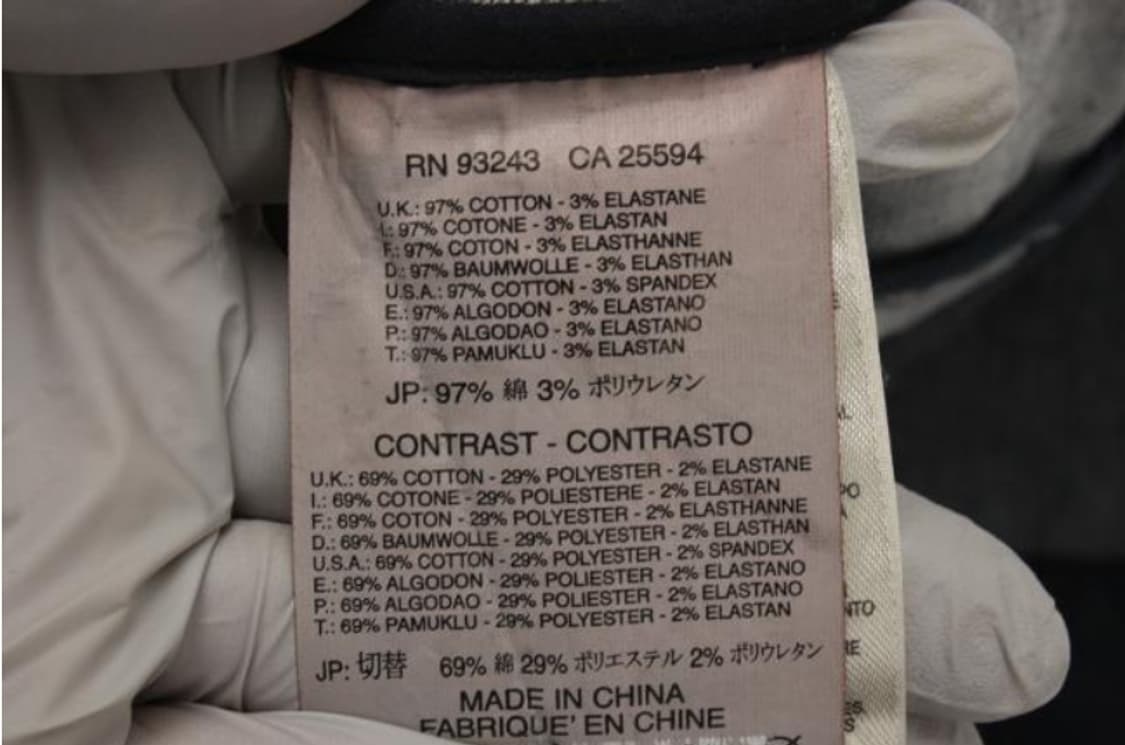 RN 93243 CA 25594
U.K.: 97% COTTON - 3% ELASTANE
I.: 97% COTONE - 3% ELASTAN
F.: 97% COTON - 3% ELASTHANNE
D.: 97% BAUMWOLLE - 3% ELASTHAN
U.S.A.: 97% COTTON - 3% SPANDEX
E.: 97% ALGODON - 3% ELASTANO
P.: 97% ALGODAO - 3% ELASTANO
T.: 97% PAMUKLU - 3% ELASTAN
JP: 97% 綿 3% ポリウレタン
CONTRAST - CONTRASTO
U.K.: 69% COTTON - 29% POLYESTER - 2% ELASTANE
I.: 69% COTONE - 29% POLIESTERE - 2% ELASTAN
F.: 69% COTON - 29% POLYESTER - 2% ELASTHANNE
D.: 69% BAUMWOLLE - 29% POLYESTER - 2% ELASTHAN
U.S.A.: 69% COTTON - 29% POLYESTER - 2% SPANDEX
E.: 69% ALGODON - 29% POLIESTER - 2% ELASTANO
P.: 69% ALGODAO - 29% POLIESTER - 2% ELASTANO
T.: 69% PAMUKLU - 29% POLYESTER - 2% ELASTAN
JP: 切替 69% 綿 29% ポリエステル 2% ポリウレタン
MADE IN CHINA
FABRIQUE' EN CHINE